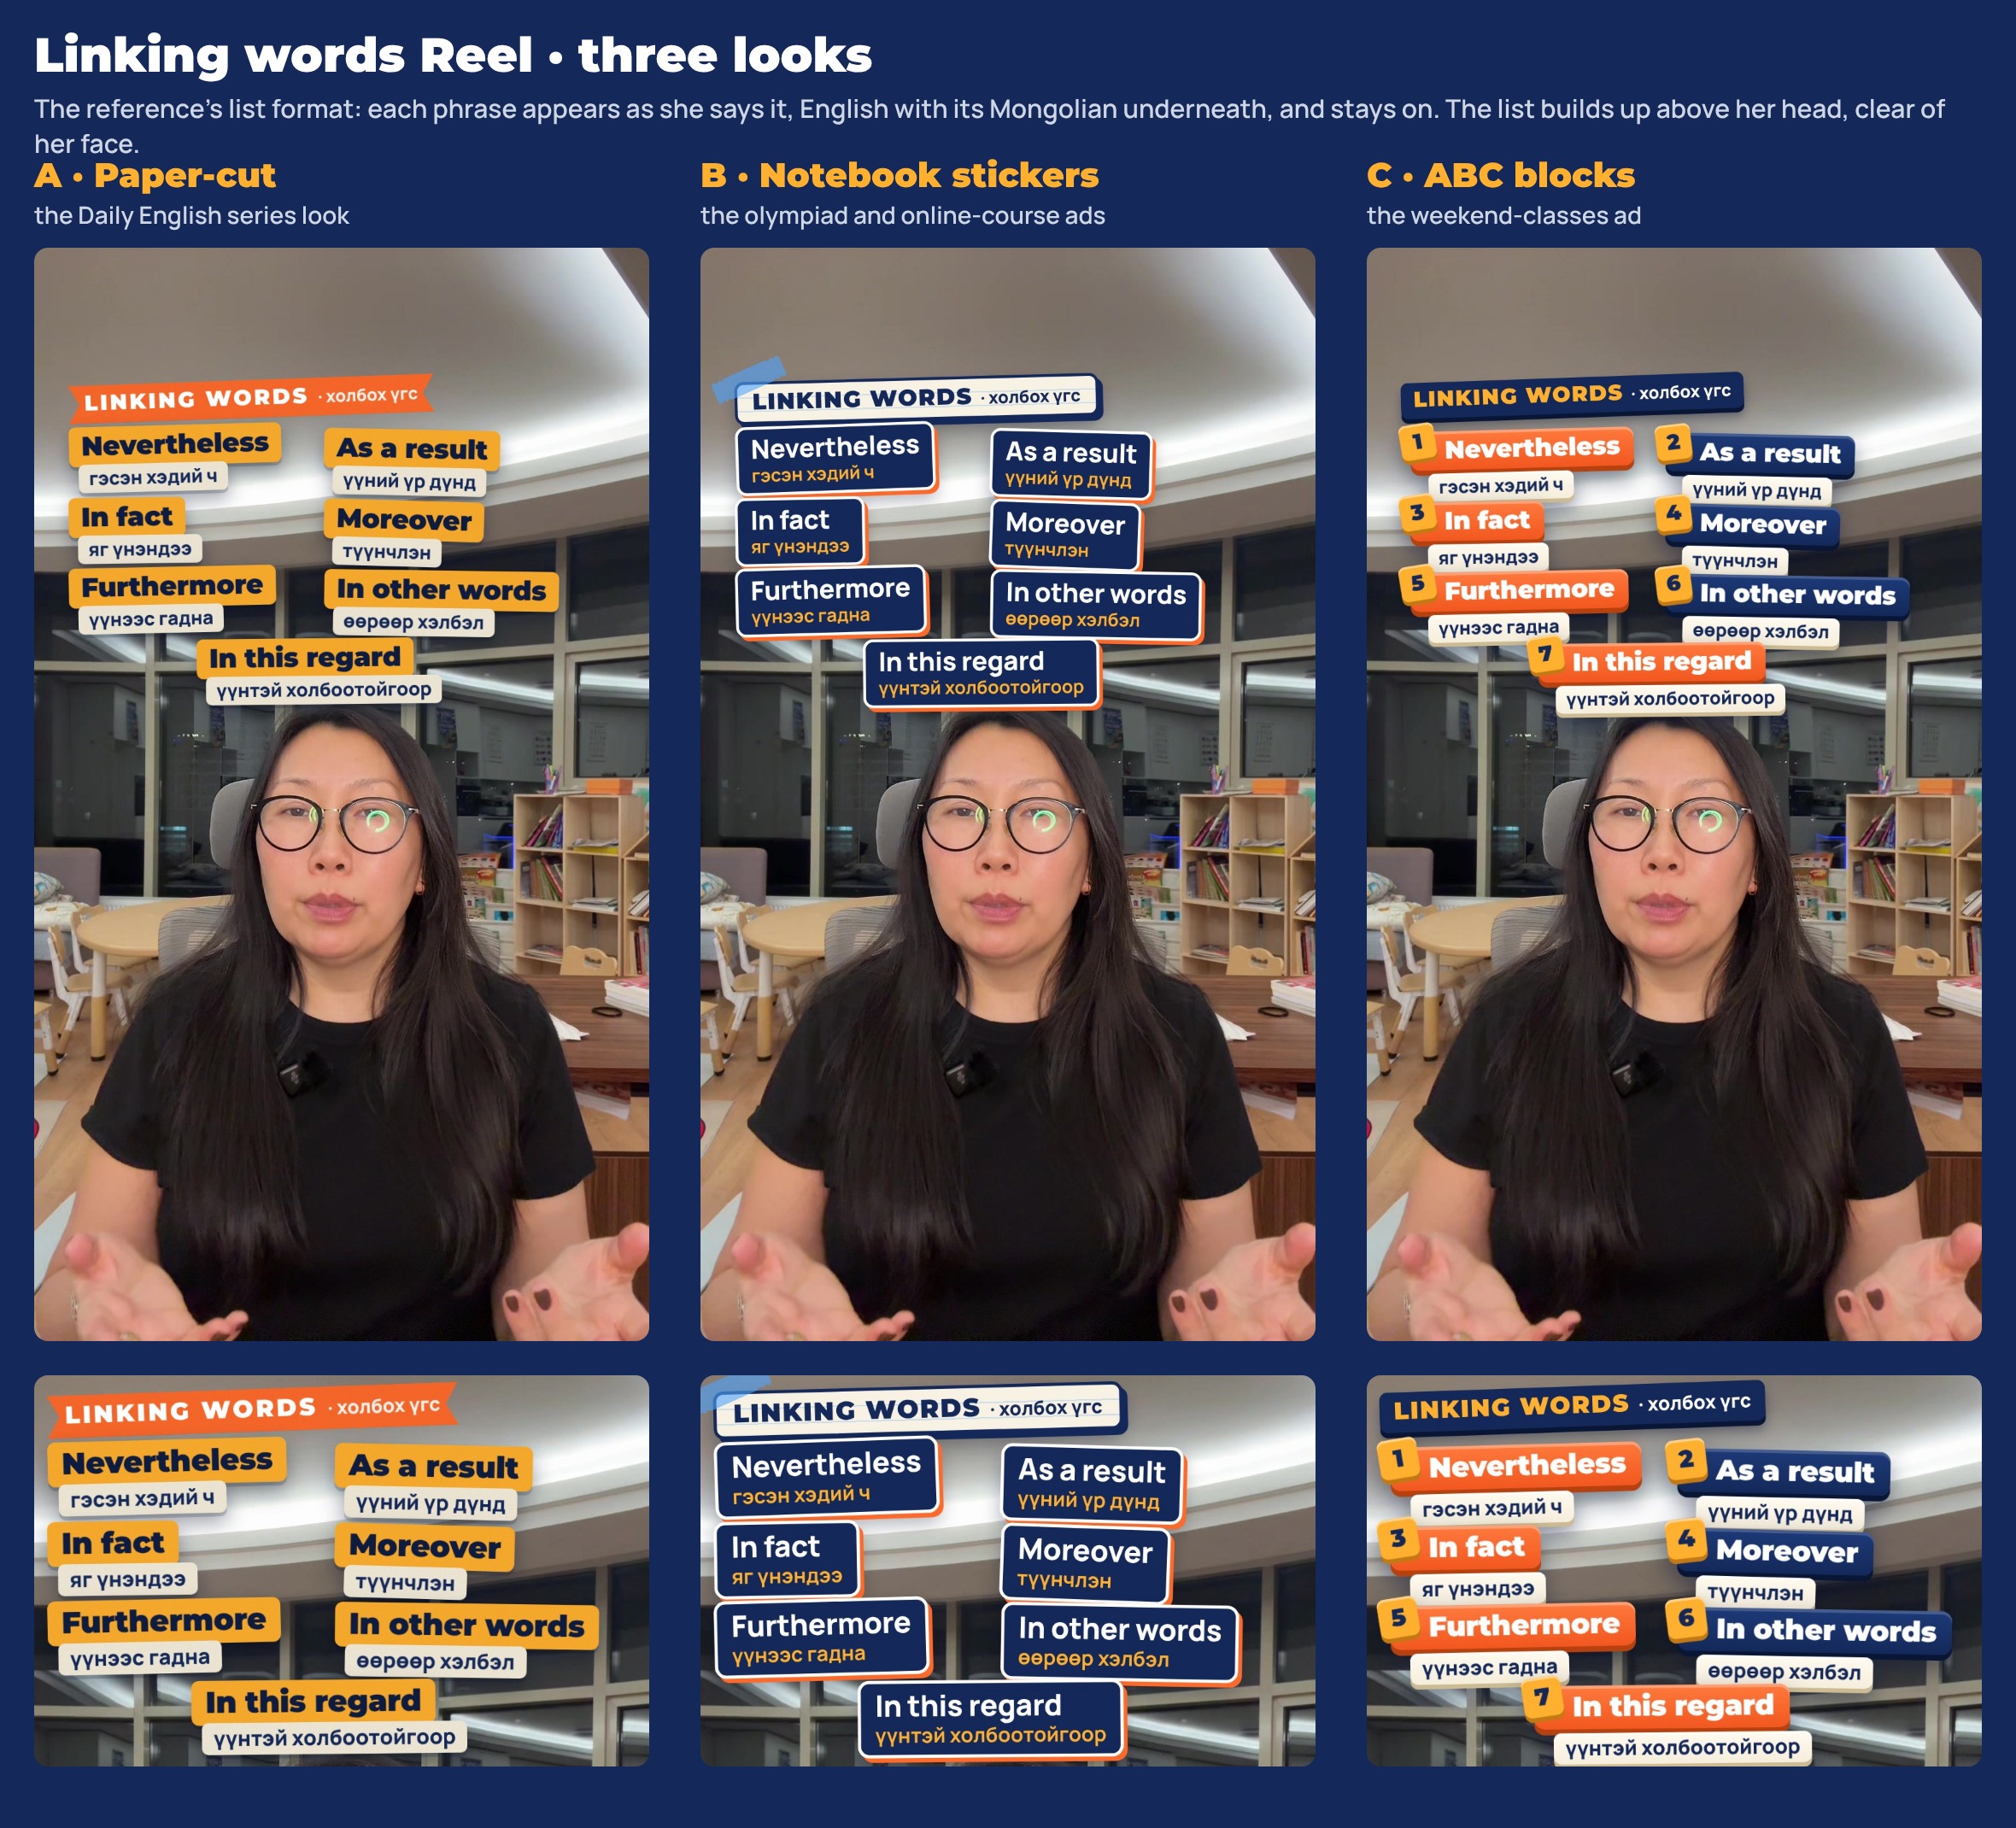 Linking words Reel • three looks
The reference's list format: each phrase appears as she says it, English with its Mongolian underneath, and stays on. The list builds up above her head, clear of
her face.
A • Paper-cut
the Daily English series look
LINKING WORDS · холбох үгс
Nevertheless
гэсэн хэдий ч
As a result
үүний үр дүнд
In fact
яг үнэндээ
Moreover
түүнчлэн
Furthermore
үүнээс гадна
In other words
өөрөөр хэлбэл
In this regard
үүнтэй холбоотойгоор
B • Notebook stickers
the olympiad and online-course ads
LINKING WORDS · холбох үгс
Nevertheless
гэсэн хэдий ч
As a result
үүний үр дүнд
In fact
яг үнэндээ
Moreover
түүнчлэн
Furthermore
үүнээс гадна
In other words
өөрөөр хэлбэл
In this regard
үүнтэй холбоотойгоор
C • ABC blocks
the weekend-classes ad
LINKING WORDS · холбох үгс
1 Nevertheless
гэсэн хэдий ч
2 As a result
үүний үр дүнд
3 In fact
яг үнэндээ
4 Moreover
түүнчлэн
5 Furthermore
үүнээс гадна
6 In other words
өөрөөр хэлбэл
7 In this regard
үүнтэй холбоотойгоор
LINKING WORDS · холбох үгс
Nevertheless
гэсэн хэдий ч
As a result
үүний үр дүнд
In fact
яг үнэндээ
Moreover
түүнчлэн
Furthermore
үүнээс гадна
In other words
өөрөөр хэлбэл
In this regard
үүнтэй холбоотойгоор
LINKING WORDS · холбох үгс
Nevertheless
гэсэн хэдий ч
As a result
үүний үр дүнд
In fact
яг үнэндээ
Moreover
түүнчлэн
Furthermore
үүнээс гадна
In other words
өөрөөр хэлбэл
In this regard
үүнтэй холбоотойгоор
LINKING WORDS · холбох үгс
1 Nevertheless
гэсэн хэдий ч
2 As a result
үүний үр дүнд
3 In fact
яг үнэндээ
4 Moreover
түүнчлэн
5 Furthermore
үүнээс гадна
6 In other words
өөрөөр хэлбэл
7 In this regard
үүнтэй холбоотойгоор